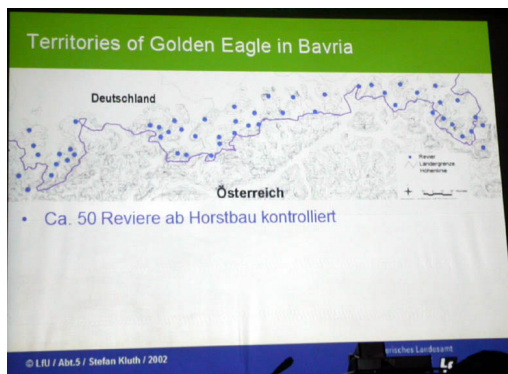 Territories of Golden Eagle in Bavria
Deutschland
Revier
Ländergrenze
Höhenlinie
Österreich
• Ca. 50 Reviere ab Horstbau kontrolliert
© LfU / Abt.5 / Stefan Kluth / 2002
erisches Landesamt